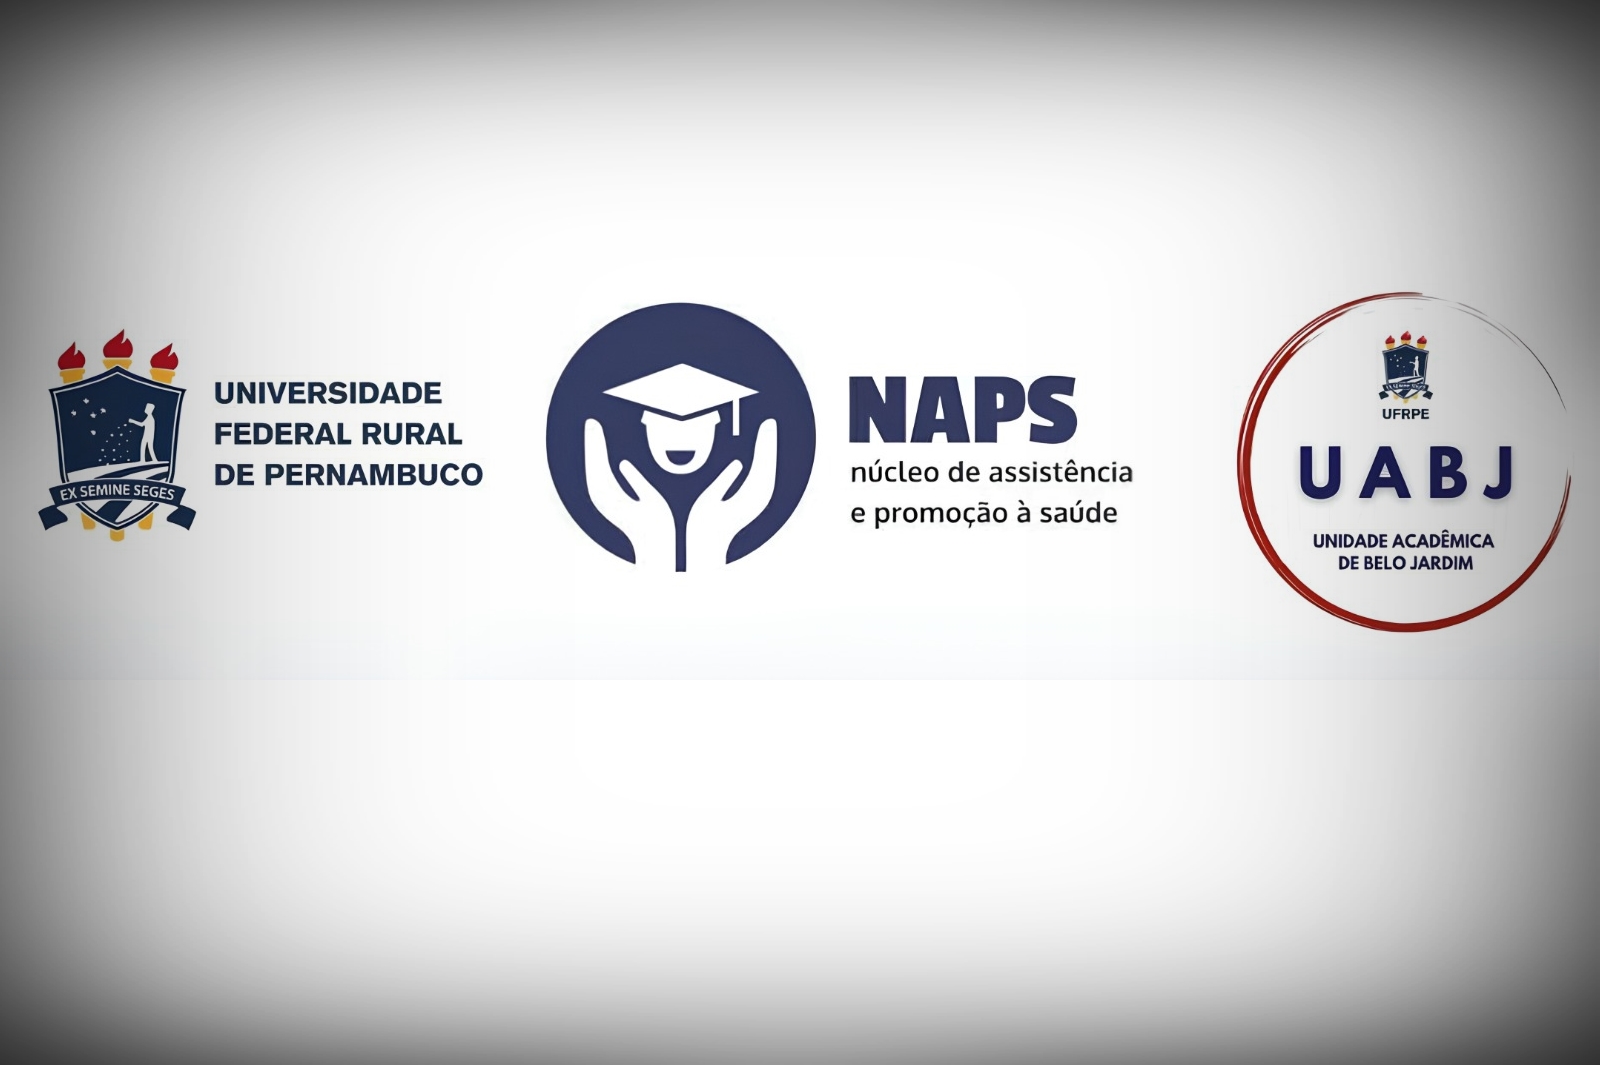 EX SEMINE SEGES
UNIVERSIDADE
FEDERAL RURAL
DE PERNAMBUCO
NAPS
núcleo de assistência
e promoção à saúde
UFRPE
UABJ
UNIDADE ACADÊMICA
DE BELO JARDIM